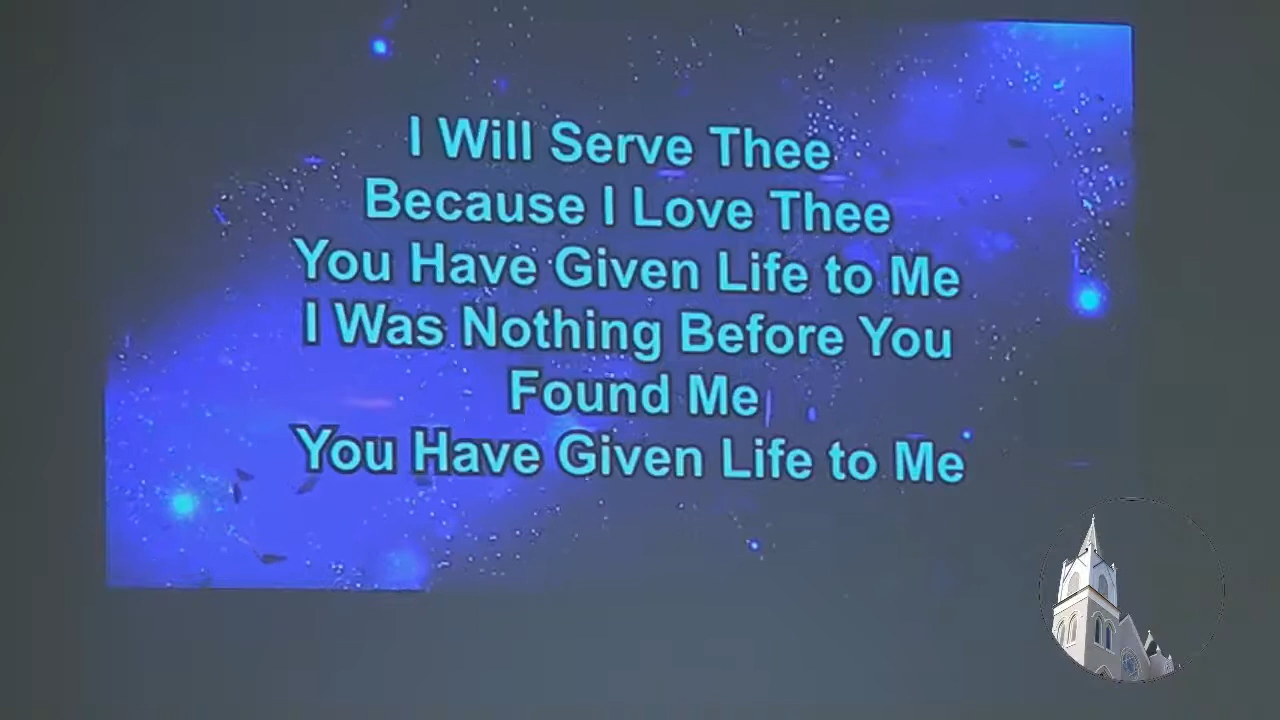 I Will Serve Thee
Because I Love Thee
You Have Given Life to Me
I Was Nothing Before You
Found Me
You Have Given Life to Me